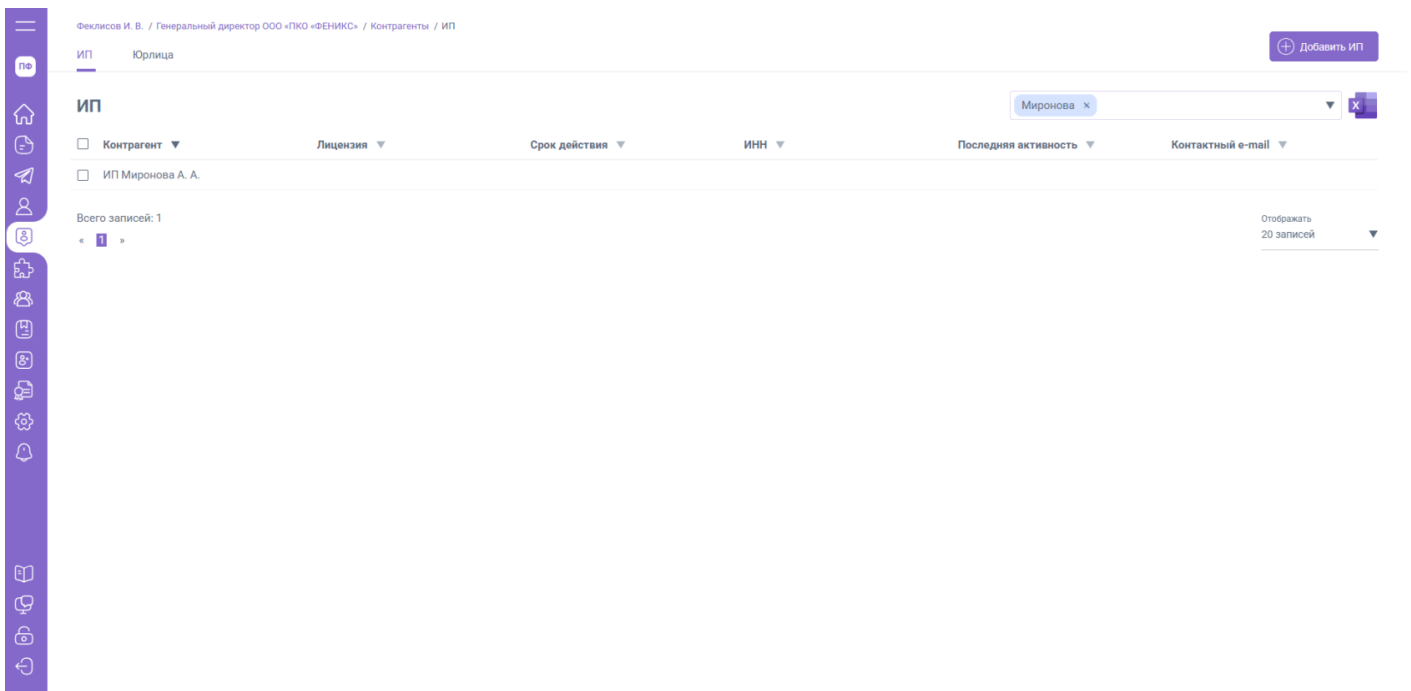 Феклисов И. В. / Генеральный директор ООО «ПКО «ФЕНИКС» / Контрагенты / ИП
ИП Юрлица
Добавить ИП
ПФ
ИП
Миронова ×
Контрагент ▼ Лицензия ▼ Срок действия ▼ ИНН ▼ Последняя активность ▼ Контактный e-mail ▼
ИП Миронова А. А.
Всего записей: 1
Отображать
« 1 »
20 записей ▼